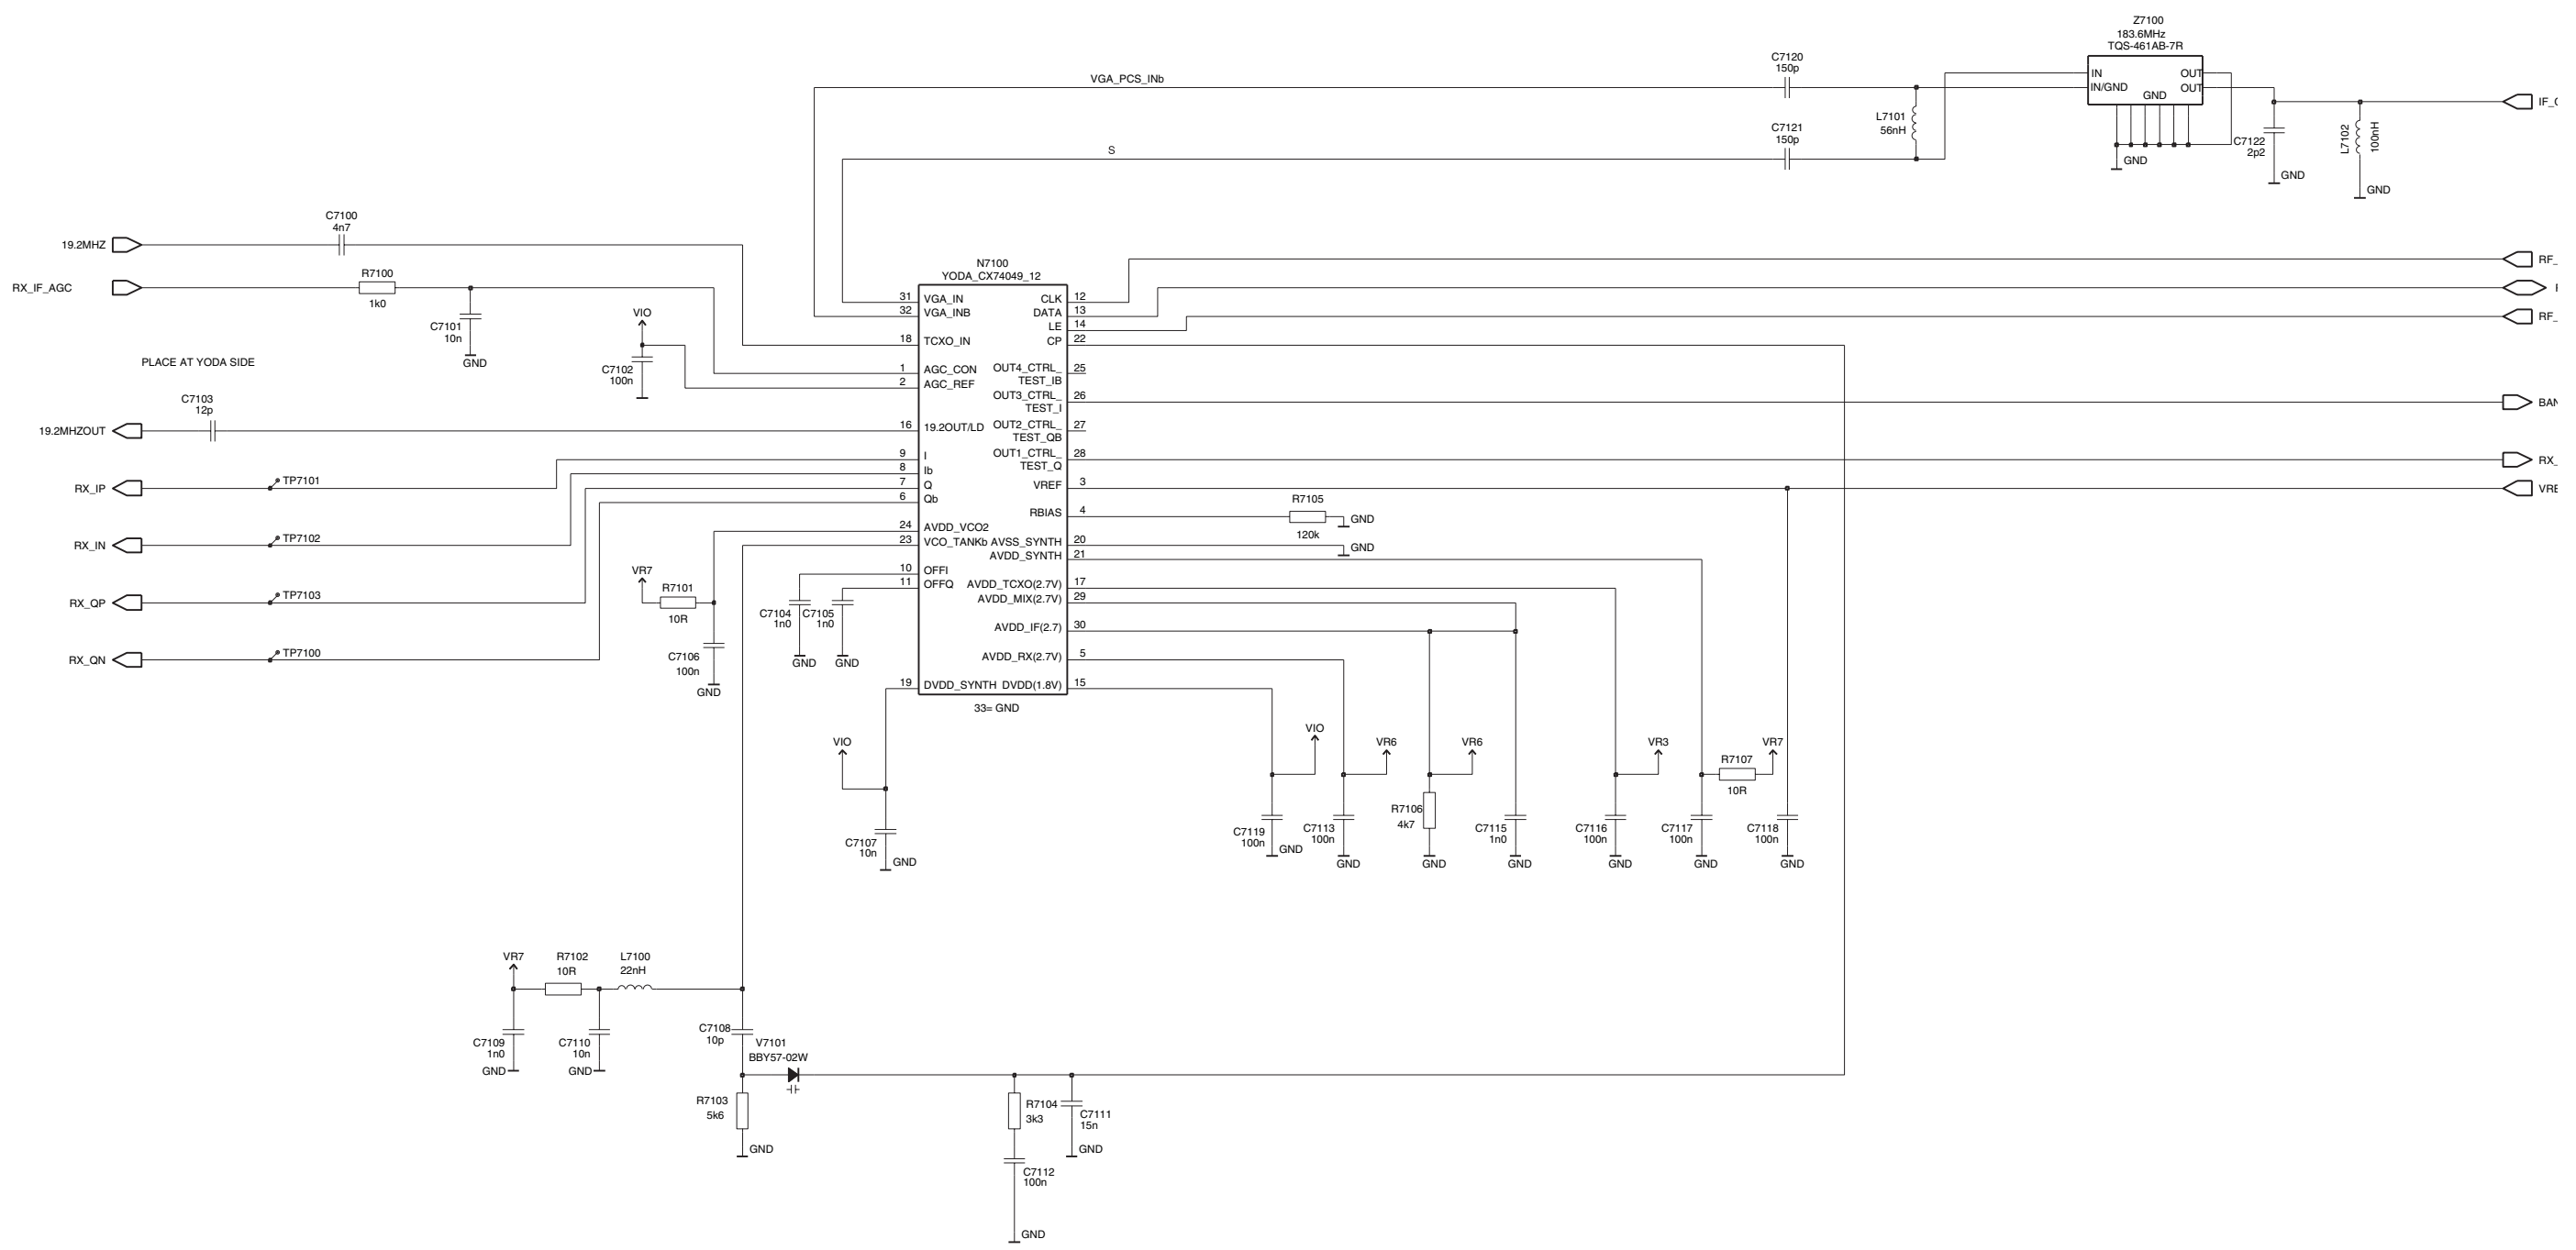 Z7100
183.6MHz
TQS-461AB-7R
IN
IN/GND
OUT
OUT
GND
GND
C7120
150p
VGA_PCS_INb
L7101
56nH
C7121
150p
S
C7122
2p2
GND
L7102
100nH
GND
C7100
4n7
19.2MHZ
RX_IF_AGC
R7100
1k0
C7101
10n
GND
PLACE AT YODA SIDE
C7103
12p
19.2MHZOUT
RX_IP
TP7101
RX_IN
TP7102
RX_QP
TP7103
RX_QN
TP7100
VIO
C7102
100n
N7100
YODA_CX74049_12
31 VGA_IN
32 VGA_INB
18 TCXO_IN
1 AGC_CON
2 AGC_REF
16 19.2OUT/LD
9 I
8 Ib
7 Q
6 Qb
24 AVDD_VCO2
23 VCO_TANKb
10 OFFI
11 OFFQ
19 DVDD_SYNTH
CLK 12
DATA 13
LE 14
CP 22
OUT4_CTRL_
TEST_IB
25
OUT3_CTRL_
TEST_I
26
OUT2_CTRL_
TEST_QB
27
OUT1_CTRL_
TEST_Q
28
VREF 3
RBIAS 4
AVSS_SYNTH 20
AVDD_SYNTH 21
AVDD_TCXO(2.7V) 17
AVDD_MIX(2.7V) 29
AVDD_IF(2.7) 30
AVDD_RX(2.7V) 5
DVDD(1.8V) 15
33= GND
R7105
120k
GND
GND
VR7
R7101
10R
C7106
100n
GND
C7104
1n0
GND
C7105
1n0
GND
VIO
C7107
10n
GND
VIO
C7119
100n
GND
VR6
C7113
100n
GND
VR6
R7106
4k7
GND
C7115
1n0
GND
VR3
C7116
100n
GND
VR7
R7107
10R
C7117
100n
GND
C7118
100n
GND
VR7
R7102
10R
L7100
22nH
C7109
1n0
GND
C7110
10n
GND
C7108
10p
V7101
BBY57-02W
R7103
5k6
GND
R7104
3k3
C7111
15n
GND
C7112
100n
GND
RF_
RF_
RX_